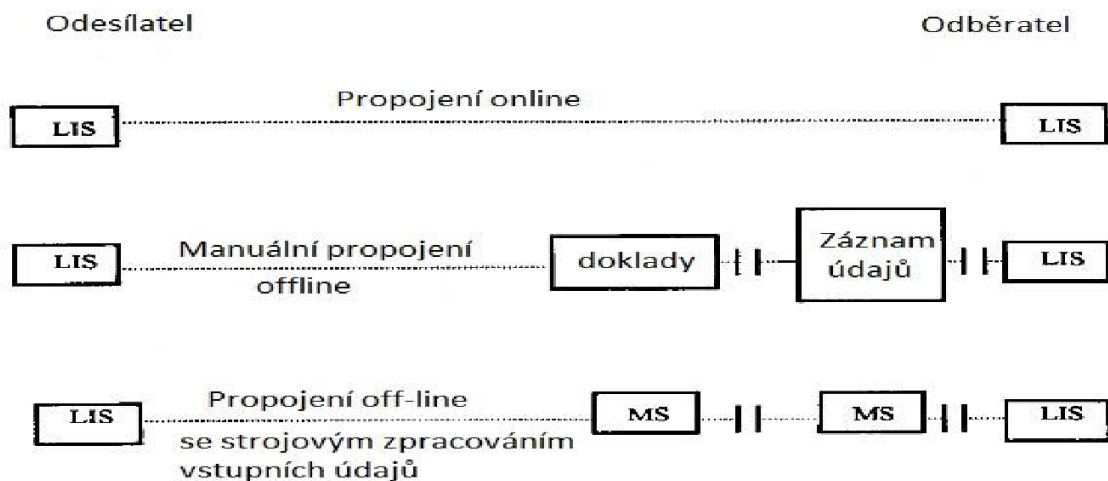 Odesílatel Odběratel
Propojení online
LIS LIS
Manuální propojení
offline
LIS doklady Záznam
údajů LIS
Propojení off-line
LIS MS MS LIS
se strojovým zpracováním
vstupních údajů